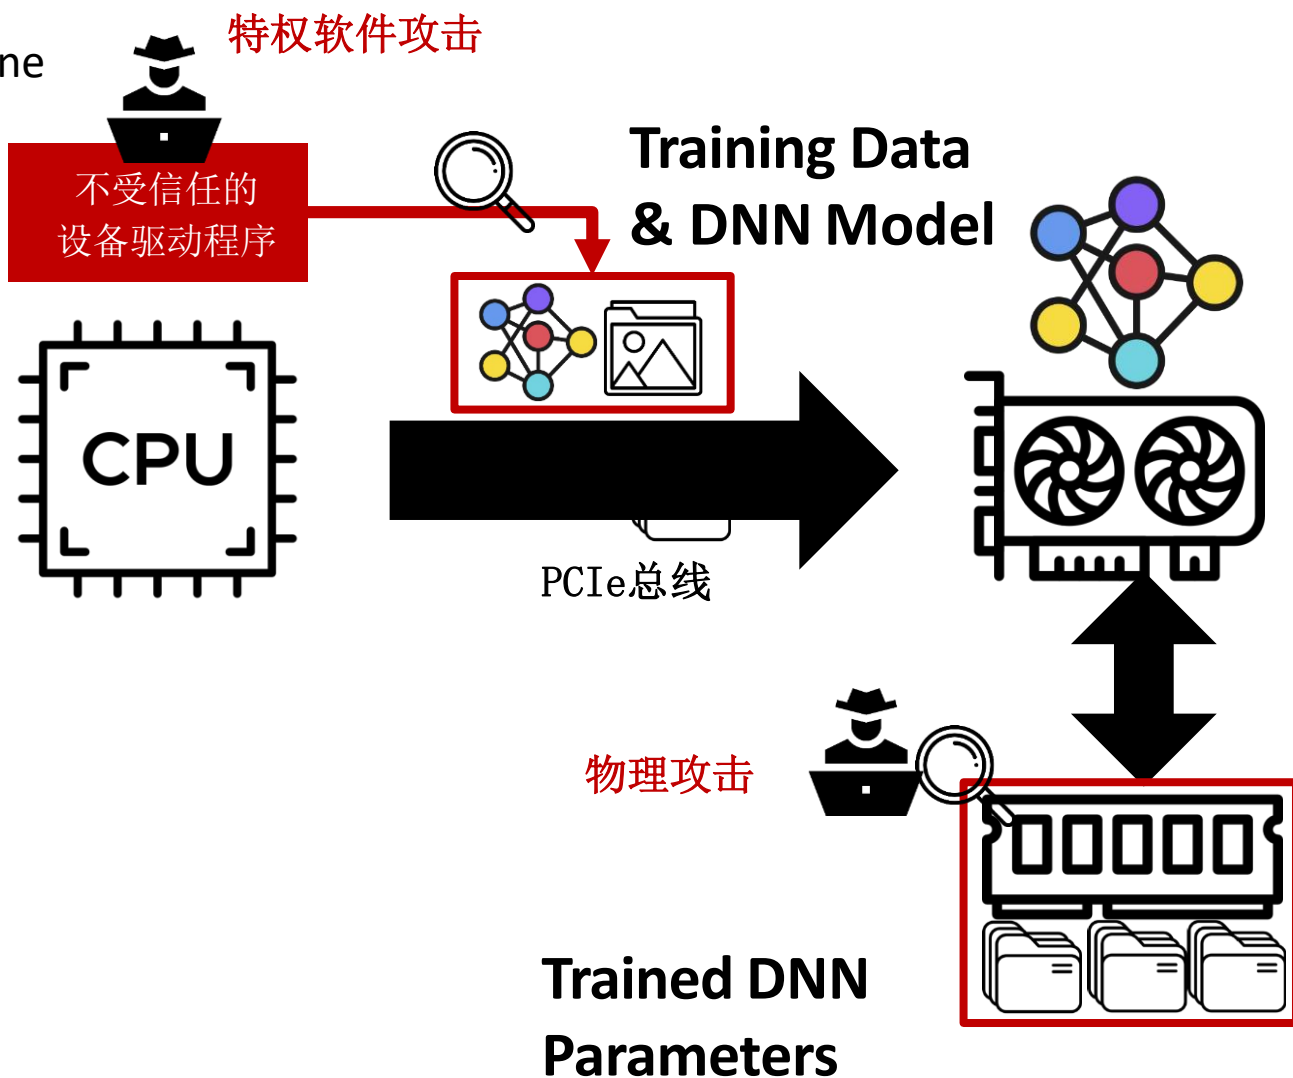 特权软件攻击
ne
不受信任的
设备驱动程序
Training Data
& DNN Model
CPU
PCIe总线
物理攻击
Trained DNN
Parameters